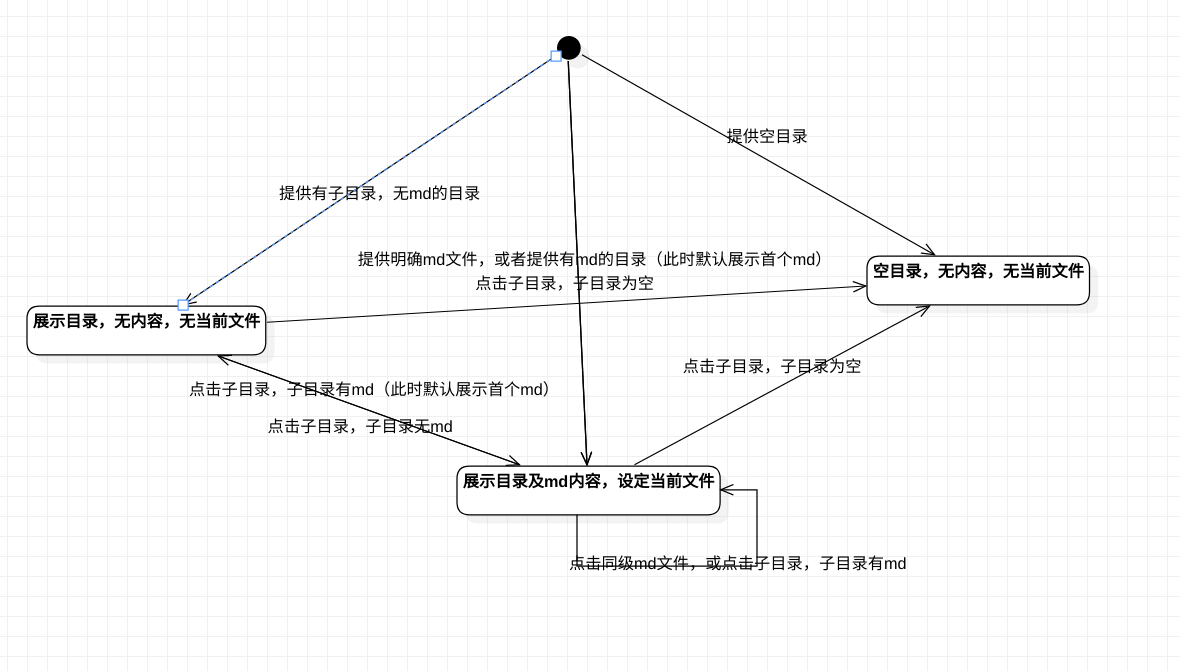 提供空目录
提供有子目录，无md的目录
提供明确md文件，或者提供有md的目录（此时默认展示首个md）
空目录，无内容，无当前文件
点击子目录，子目录为空
展示目录，无内容，无当前文件
点击子目录，子目录为空
点击子目录，子目录有md（此时默认展示首个md）
点击子目录，子目录无md
展示目录及md内容，设定当前文件
点击同级md文件，或点击子目录，子目录有md